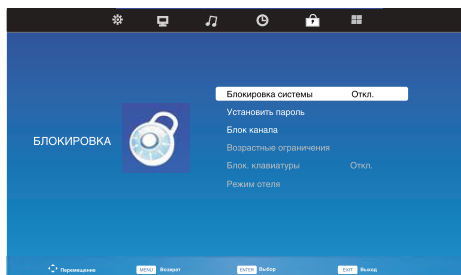 Блокировка системы Откл.
Установить пароль
Блок канала
БЛОКИРОВКА
Возрастные ограничения
Блок. клавиатуры Откл.
Режим отеля
Перемещение MENU Возврат ENTER Выбор EXIT Выход